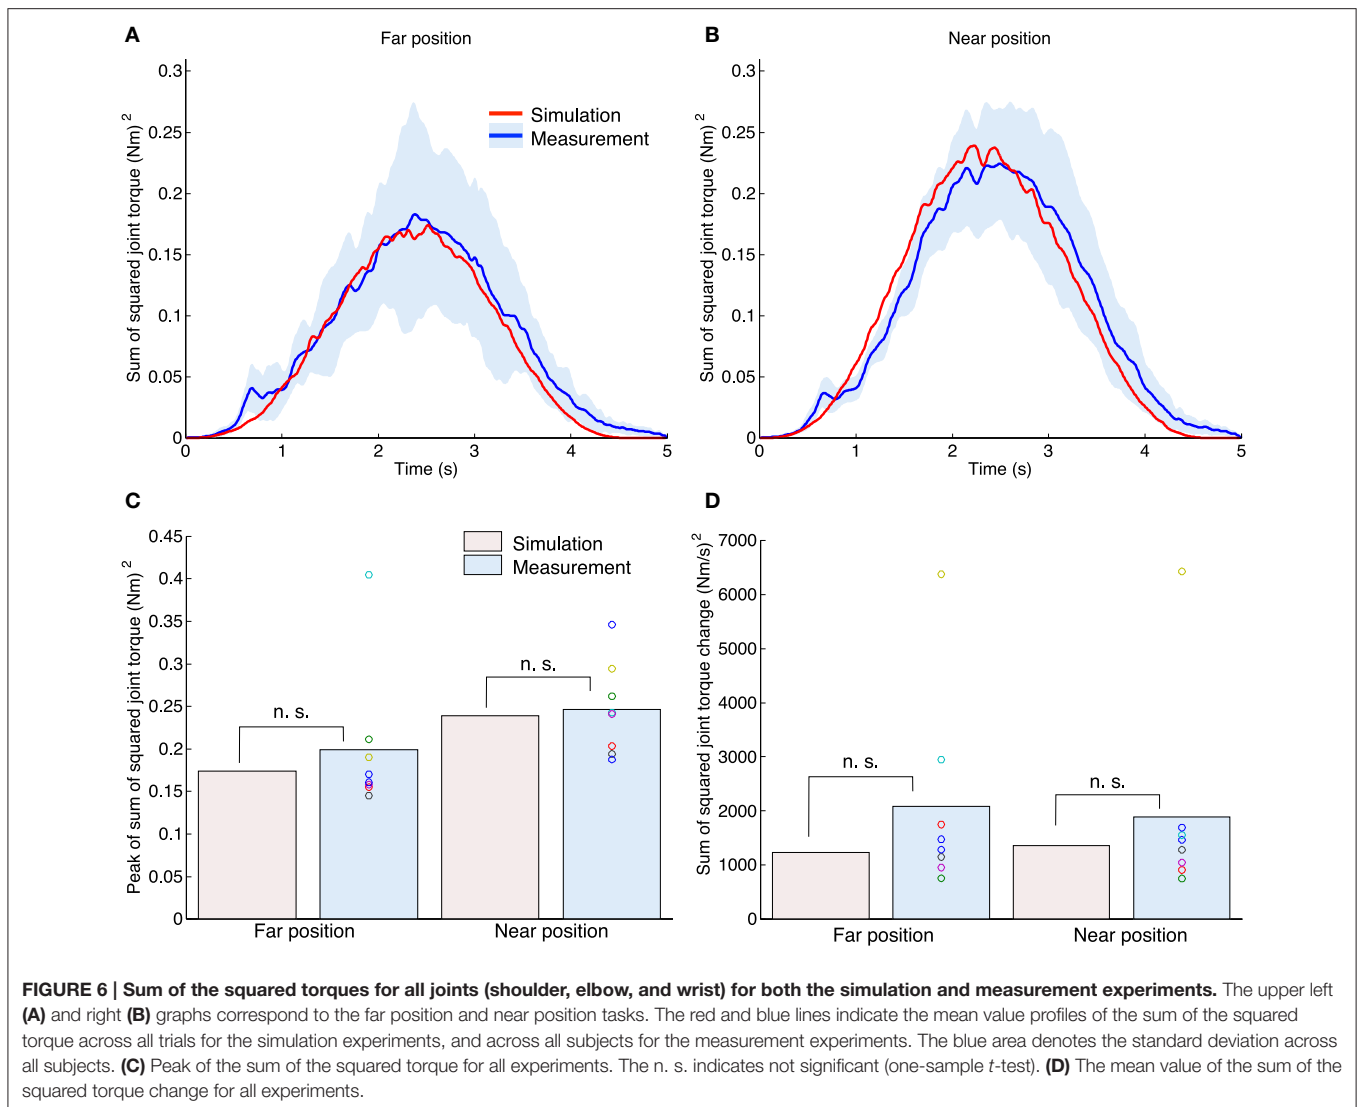 A
Far position
0.3
0.25
0.2
0.15
0.1
0.05
0
Sum of squared joint torque (Nm)²
Simulation
Measurement
0 1 2 3 4 5
Time (s)
B
Near position
0.3
0.25
0.2
0.15
0.1
0.05
0
Sum of squared joint torque (Nm)²
0 1 2 3 4 5
Time (s)
C
0.45
0.4
0.35
0.3
0.25
0.2
0.15
0.1
0.05
0
Peak of sum of squared joint torque (Nm)²
Simulation
Measurement
n. s.
n. s.
Far position Near position
D
7000
6000
5000
4000
3000
2000
1000
0
Sum of squared joint torque change (Nm/s)²
n. s.
n. s.
Far position Near position
FIGURE 6 | Sum of the squared torques for all joints (shoulder, elbow, and wrist) for both the simulation and measurement experiments. The upper left
(A) and right (B) graphs correspond to the far position and near position tasks. The red and blue lines indicate the mean value profiles of the sum of the squared
torque across all trials for the simulation experiments, and across all subjects for the measurement experiments. The blue area denotes the standard deviation across
all subjects. (C) Peak of the sum of the squared torque for all experiments. The n. s. indicates not significant (one-sample t-test). (D) The mean value of the sum of the
squared torque change for all experiments.